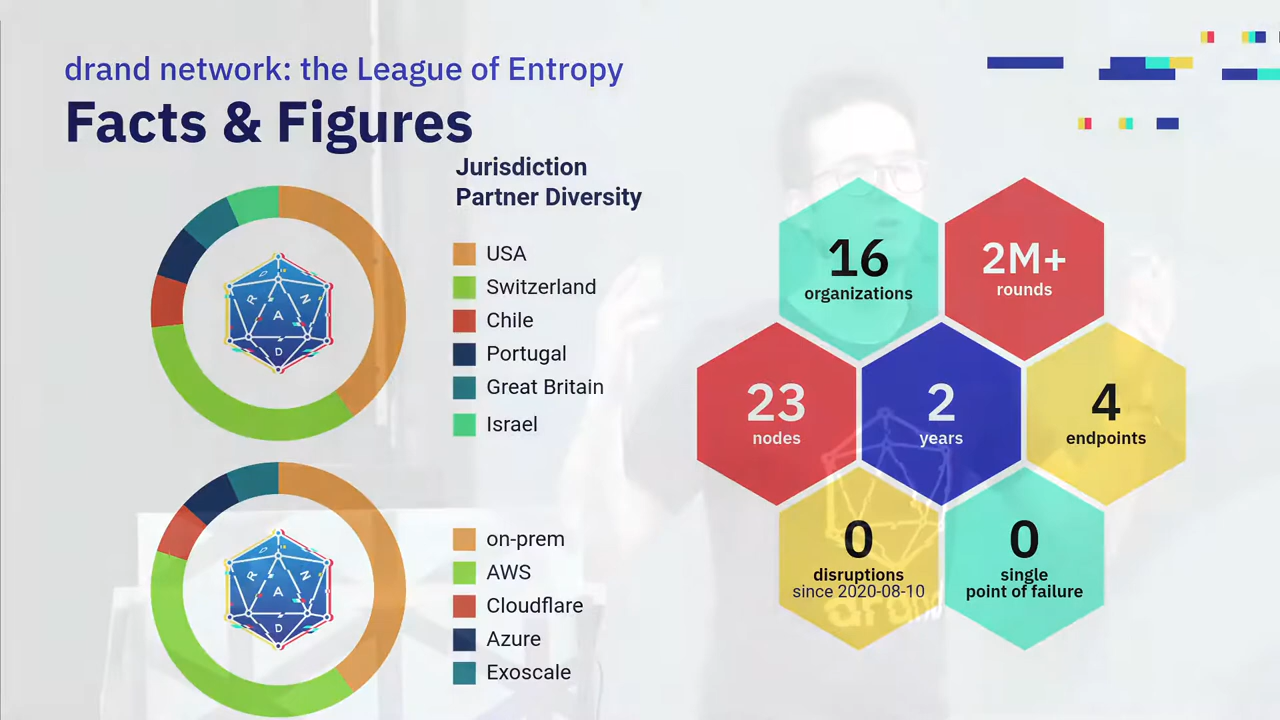 drand network: the League of Entropy
Facts & Figures
Jurisdiction
Partner Diversity
USA
Switzerland
Chile
Portugal
Great Britain
Israel
on-prem
AWS
Cloudflare
Azure
Exoscale
16
organizations
2M+
rounds
23
nodes
2
years
4
endpoints
0
disruptions
since 2020-08-10
0
single
point of failure
D
R
A
N
D
D
R
A
N
D
drand